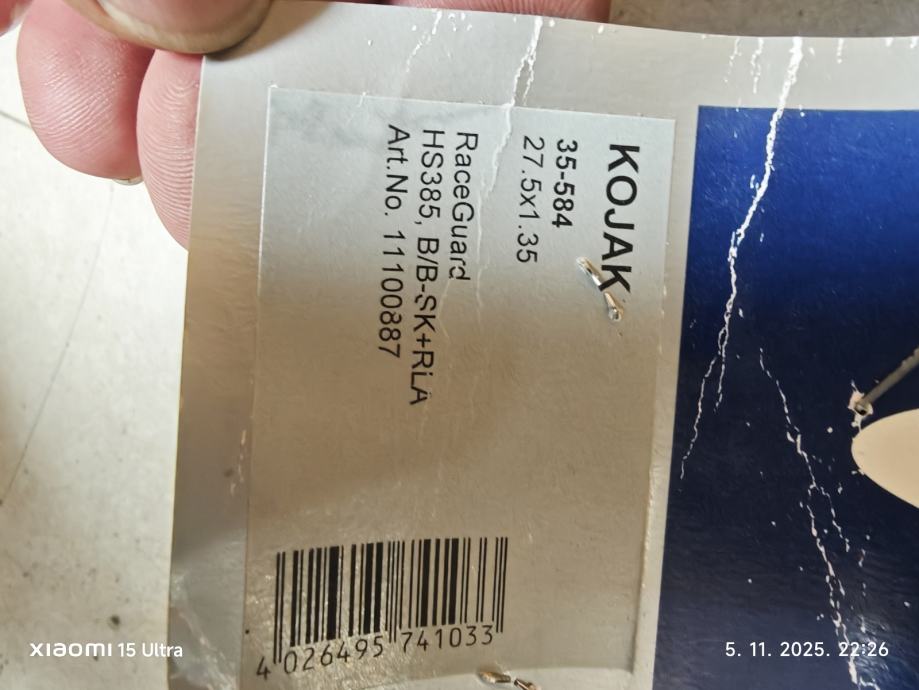 KOJAK
35-584
27.5x1.35
RaceGuard
HS385, B/B-SK+RLA
Art.No. 11100887
4 026495 741033
XIAOMI 15 Ultra
5. 11. 2025. 22:26